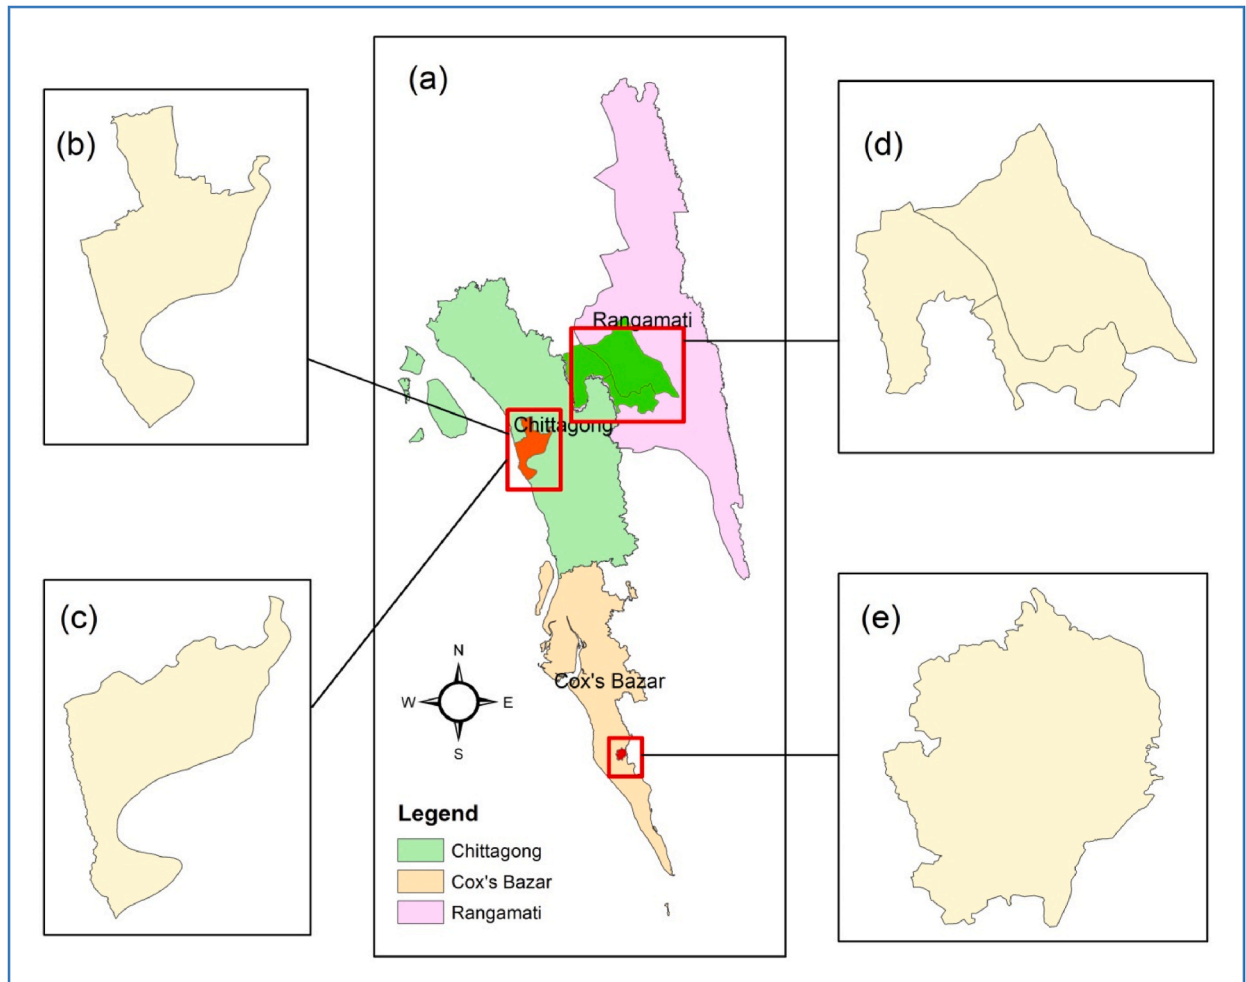 (a)
(b)
(d)
Rangamati
Chittagong
(c)
(e)
N
W
E
S
Cox's Bazar
Legend
Chittagong
Cox's Bazar
Rangamati